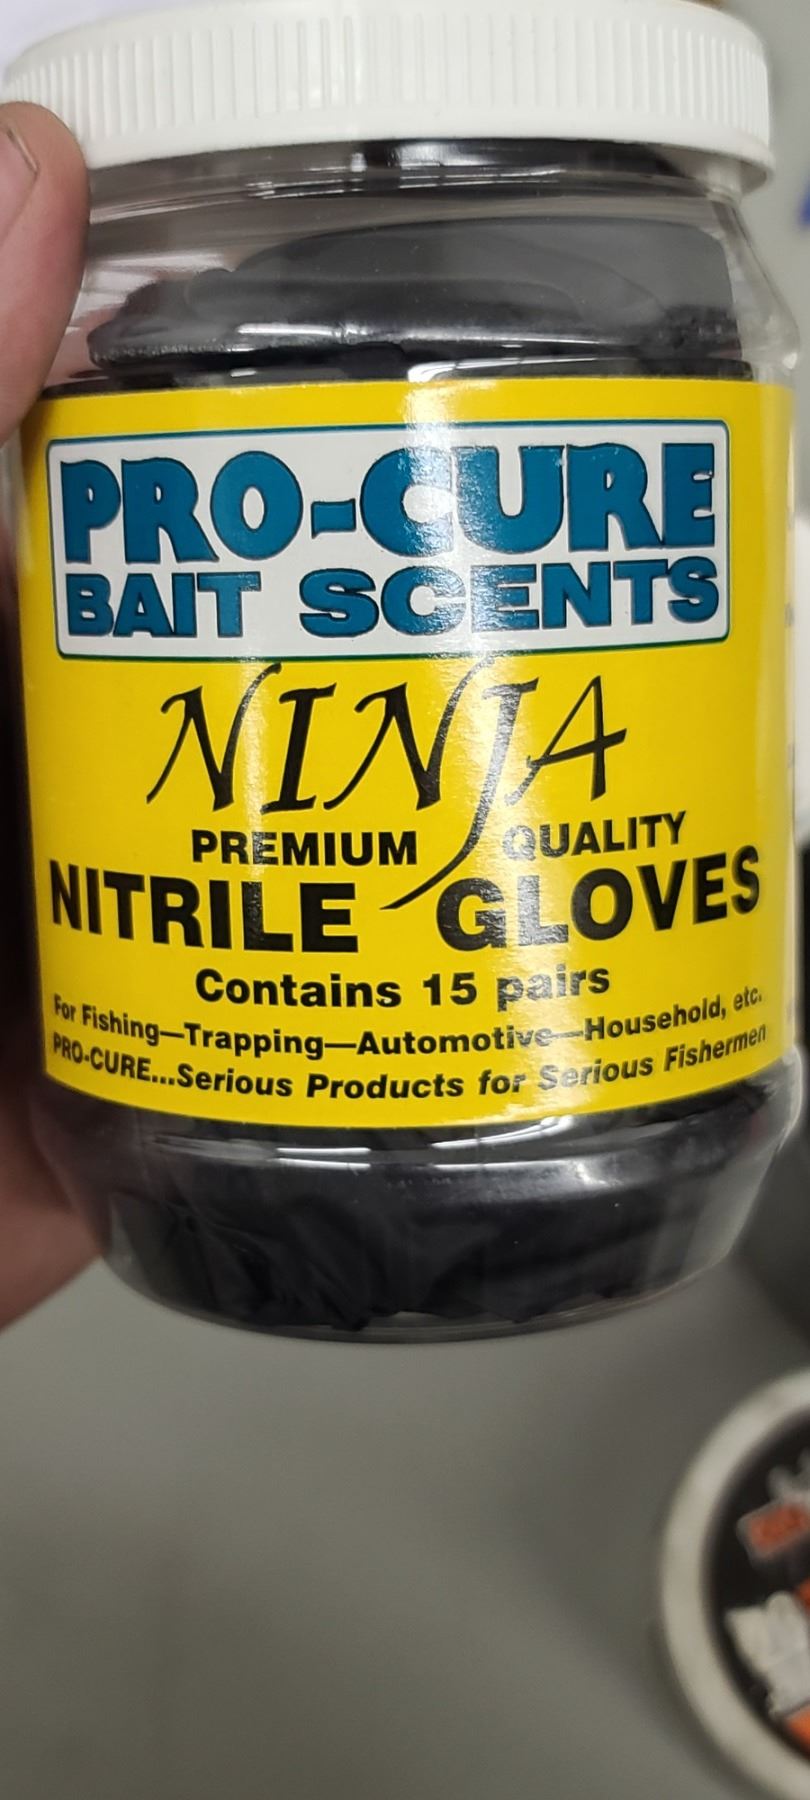 PRO-CURE
BAIT SCENTS
NINJA
PREMIUM QUALITY
NITRILE GLOVES
Contains 15 pairs
For Fishing—Trapping—Automotive—Household, etc.
PRO-CURE...Serious Products for Serious Fishermen